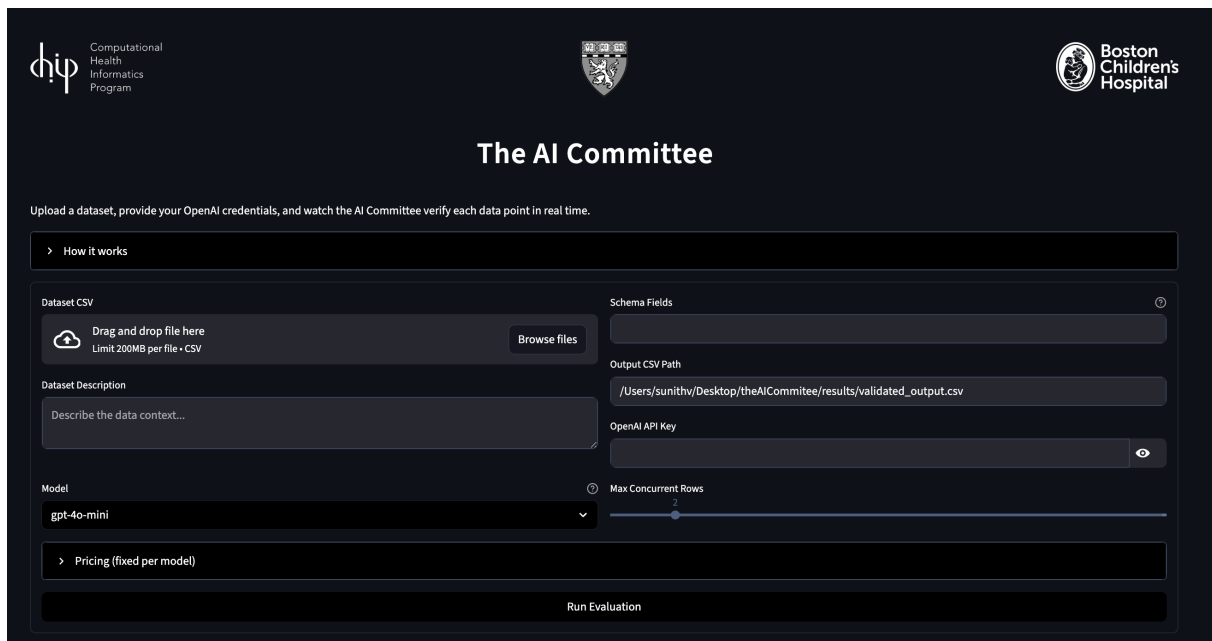 chip
Computational
Health
Informatics
Program
Boston
Children's
Hospital
The AI Committee
Upload a dataset, provide your OpenAI credentials, and watch the AI Committee verify each data point in real time.
How it works
Dataset CSV
Drag and drop file here
Limit 200MB per file • CSV
Browse files
Dataset Description
Describe the data context...
Model
gpt-4o-mini
Schema Fields
Output CSV Path
/Users/sunithv/Desktop/theAICommitee/results/validated_output.csv
OpenAI API Key
Max Concurrent Rows
2
Pricing (fixed per model)
Run Evaluation